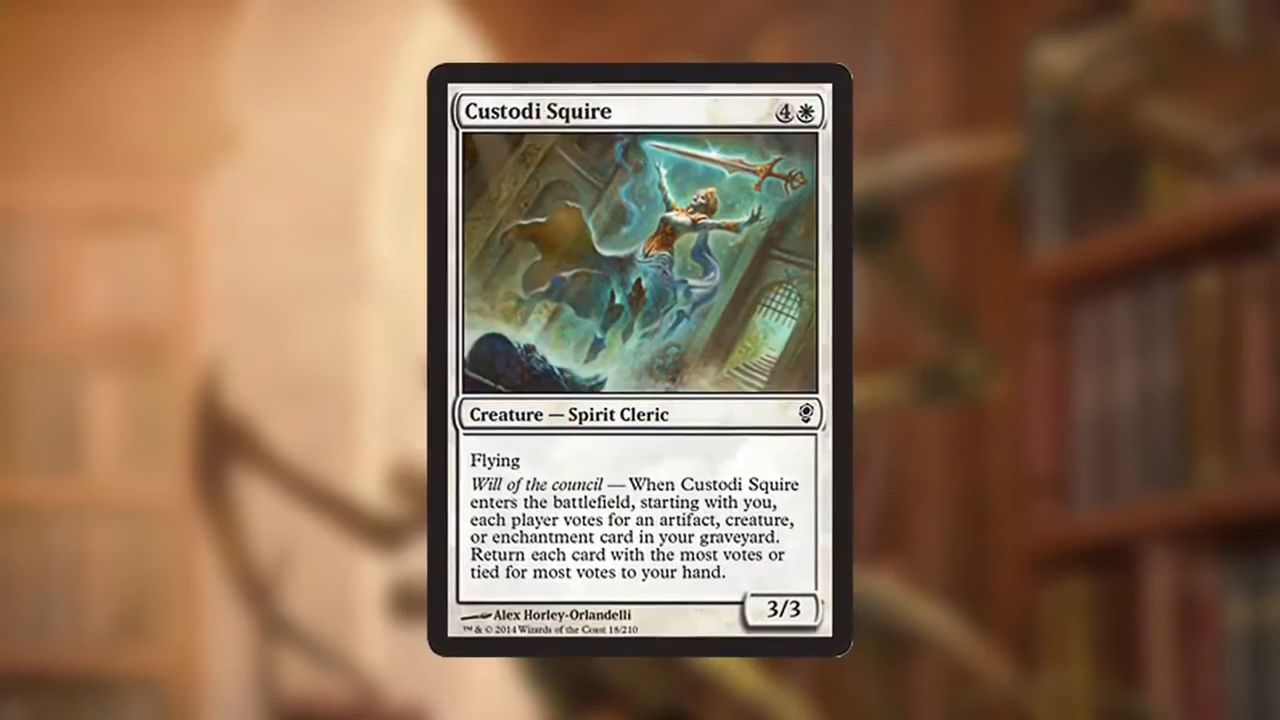 Custodi Squire 4
Creature — Spirit Cleric
Flying
Will of the council — When Custodi Squire
enters the battlefield, starting with you,
each player votes for an artifact, creature,
or enchantment card in your graveyard.
Return each card with the most votes or
tied for most votes to your hand.
3/3
Alex Horley-Orlandelli
™ & © 2014 Wizards of the Coast 18/210